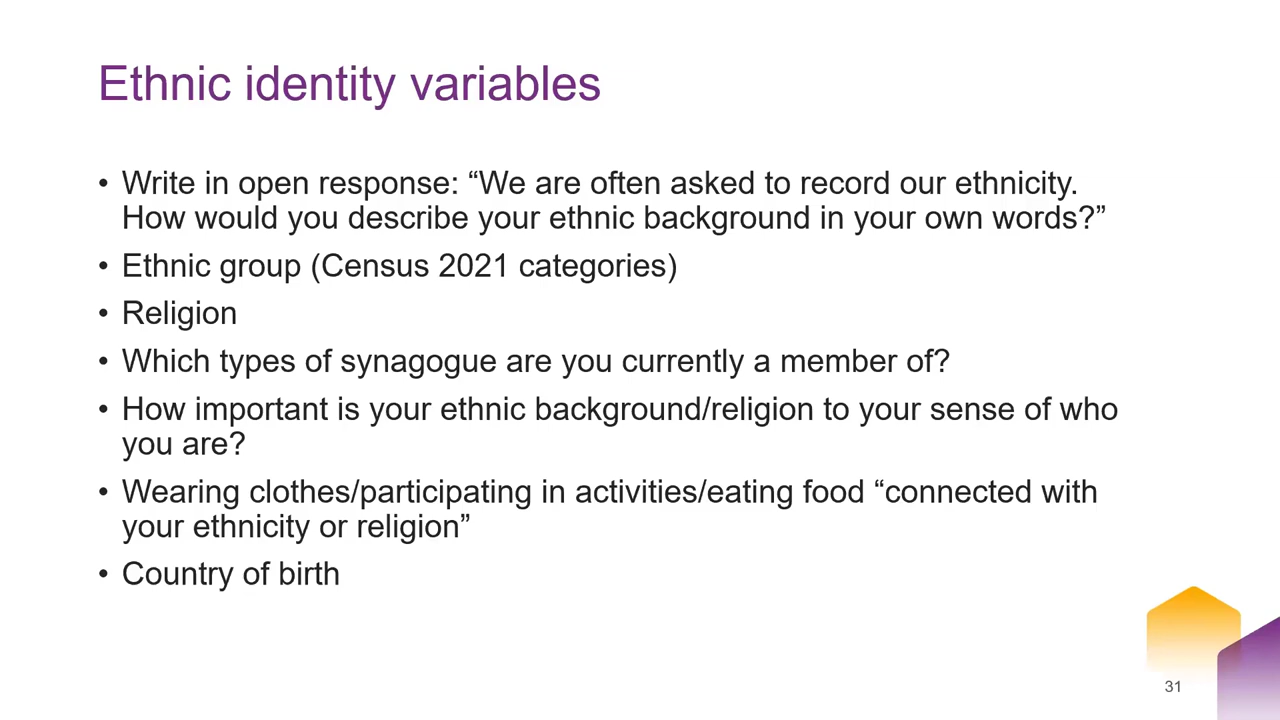 Ethnic identity variables
• Write in open response: “We are often asked to record our ethnicity.
How would you describe your ethnic background in your own words?”
• Ethnic group (Census 2021 categories)
• Religion
• Which types of synagogue are you currently a member of?
• How important is your ethnic background/religion to your sense of who
you are?
• Wearing clothes/participating in activities/eating food “connected with
your ethnicity or religion”
• Country of birth
31